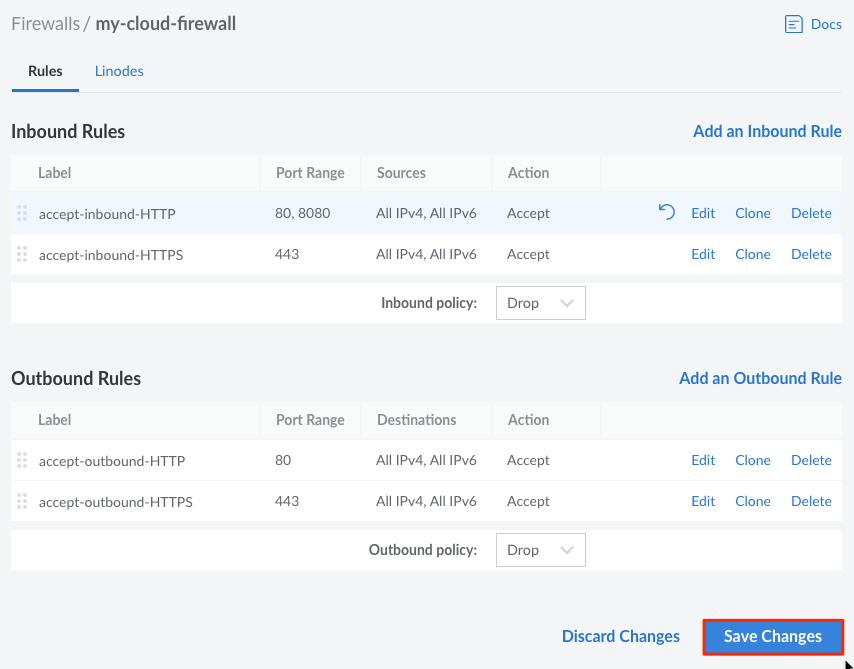 Firewalls / my-cloud-firewall Docs
Rules Linodes
Inbound Rules Add an Inbound Rule
Label Port Range Sources Action
accept-inbound-HTTP 80, 8080 All IPv4, All IPv6 Accept Edit Clone Delete
accept-inbound-HTTPS 443 All IPv4, All IPv6 Accept Edit Clone Delete
Inbound policy: Drop
Outbound Rules Add an Outbound Rule
Label Port Range Destinations Action
accept-outbound-HTTP 80 All IPv4, All IPv6 Accept Edit Clone Delete
accept-outbound-HTTPS 443 All IPv4, All IPv6 Accept Edit Clone Delete
Outbound policy: Drop
Discard Changes Save Changes